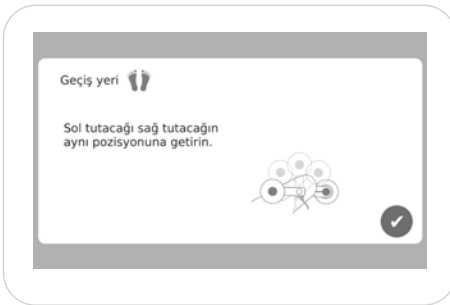 Geçiş yeri
Sol tutacağı sağ tutacağın
aynı pozisyonuna getirin.